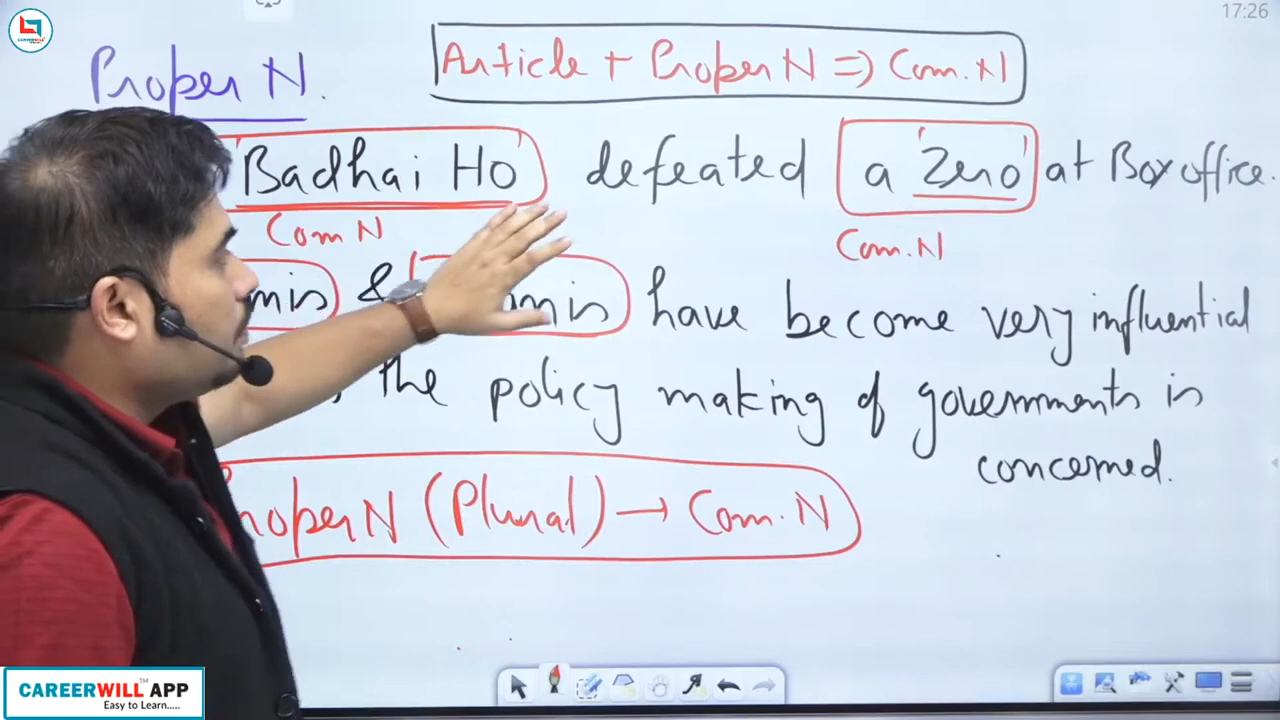 17:26
CAREERWILL
Proper N.
Article + Proper N => Com. N
'Badhai Ho' defeated a 'Zero' at Box office.
Com N
Com. N
& have become very influential
the policy making of governments is
concerned.
Proper N (Plural) → Com. N
CAREERWILL™ APP
Easy to Learn.....